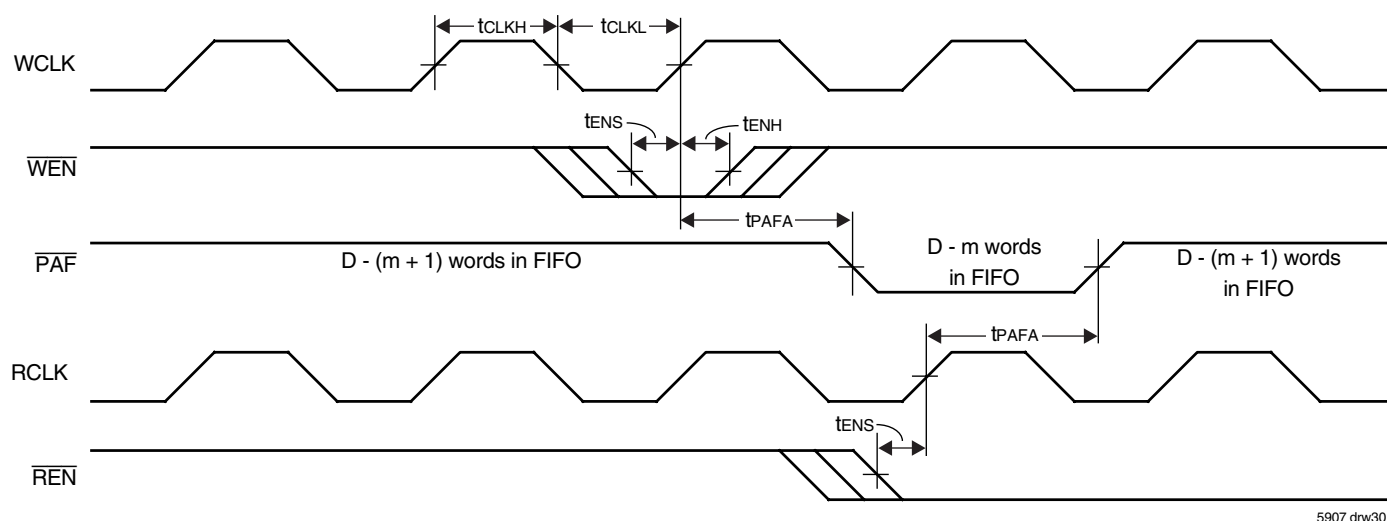 tCLKH tCLKL
WCLK
tENS tENH
WEN
tPAFA
PAF
D - (m + 1) words in FIFO
D - m words
in FIFO
D - (m + 1) words
in FIFO
tPAFA
RCLK
tENS
REN
5907 drw30